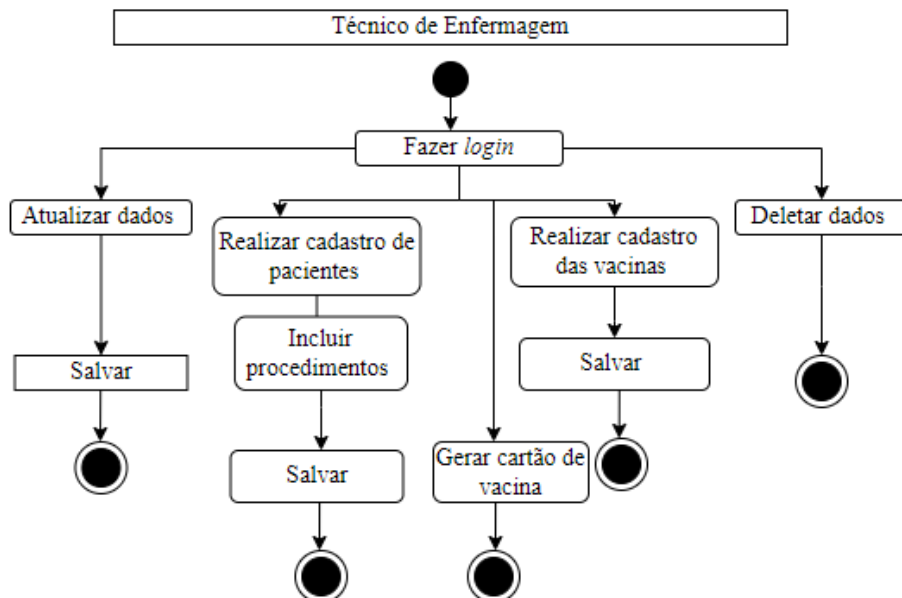 Técnico de Enfermagem
Fazer login
Atualizar dados
Realizar cadastro de
pacientes
Realizar cadastro
das vacinas
Deletar dados
Incluir
procedimentos
Salvar
Salvar
Salvar
Gerar cartão de
vacina